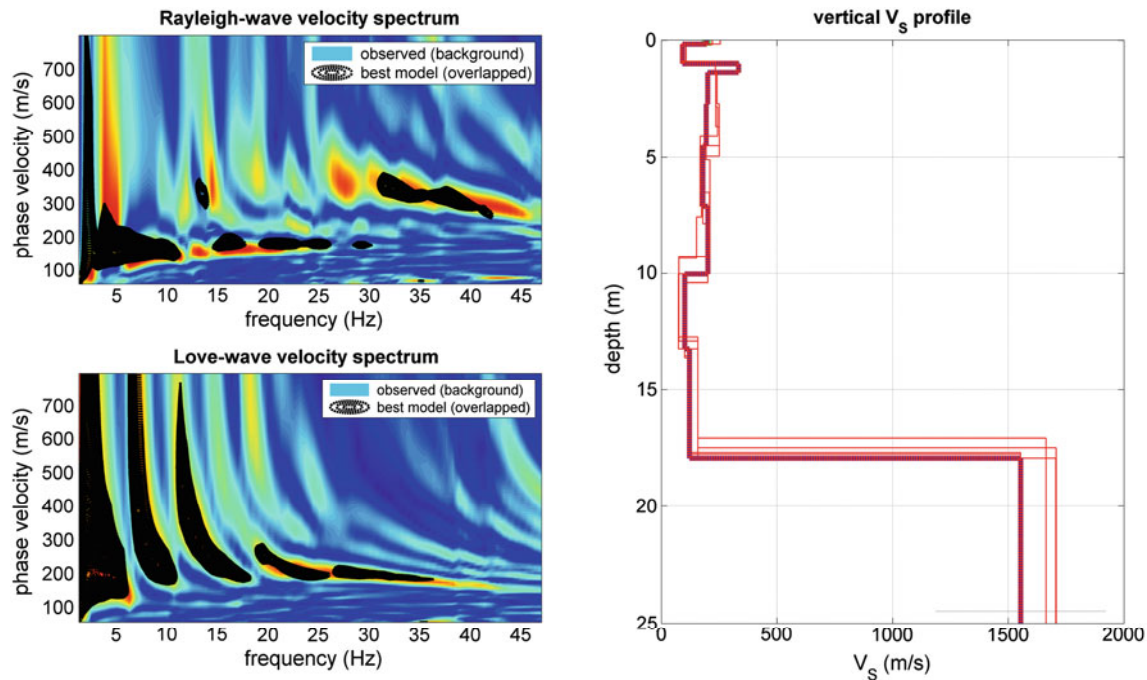 Rayleigh-wave velocity spectrum
observed (background)
best model (overlapped)
phase velocity (m/s)
700
600
500
400
300
200
100
5 10 15 20 25 30 35 40 45
frequency (Hz)
Love-wave velocity spectrum
observed (background)
best model (overlapped)
phase velocity (m/s)
700
600
500
400
300
200
100
5 10 15 20 25 30 35 40 45
frequency (Hz)
vertical VS profile
depth (m)
0
5
10
15
20
25
0 500 1000 1500 2000
VS (m/s)